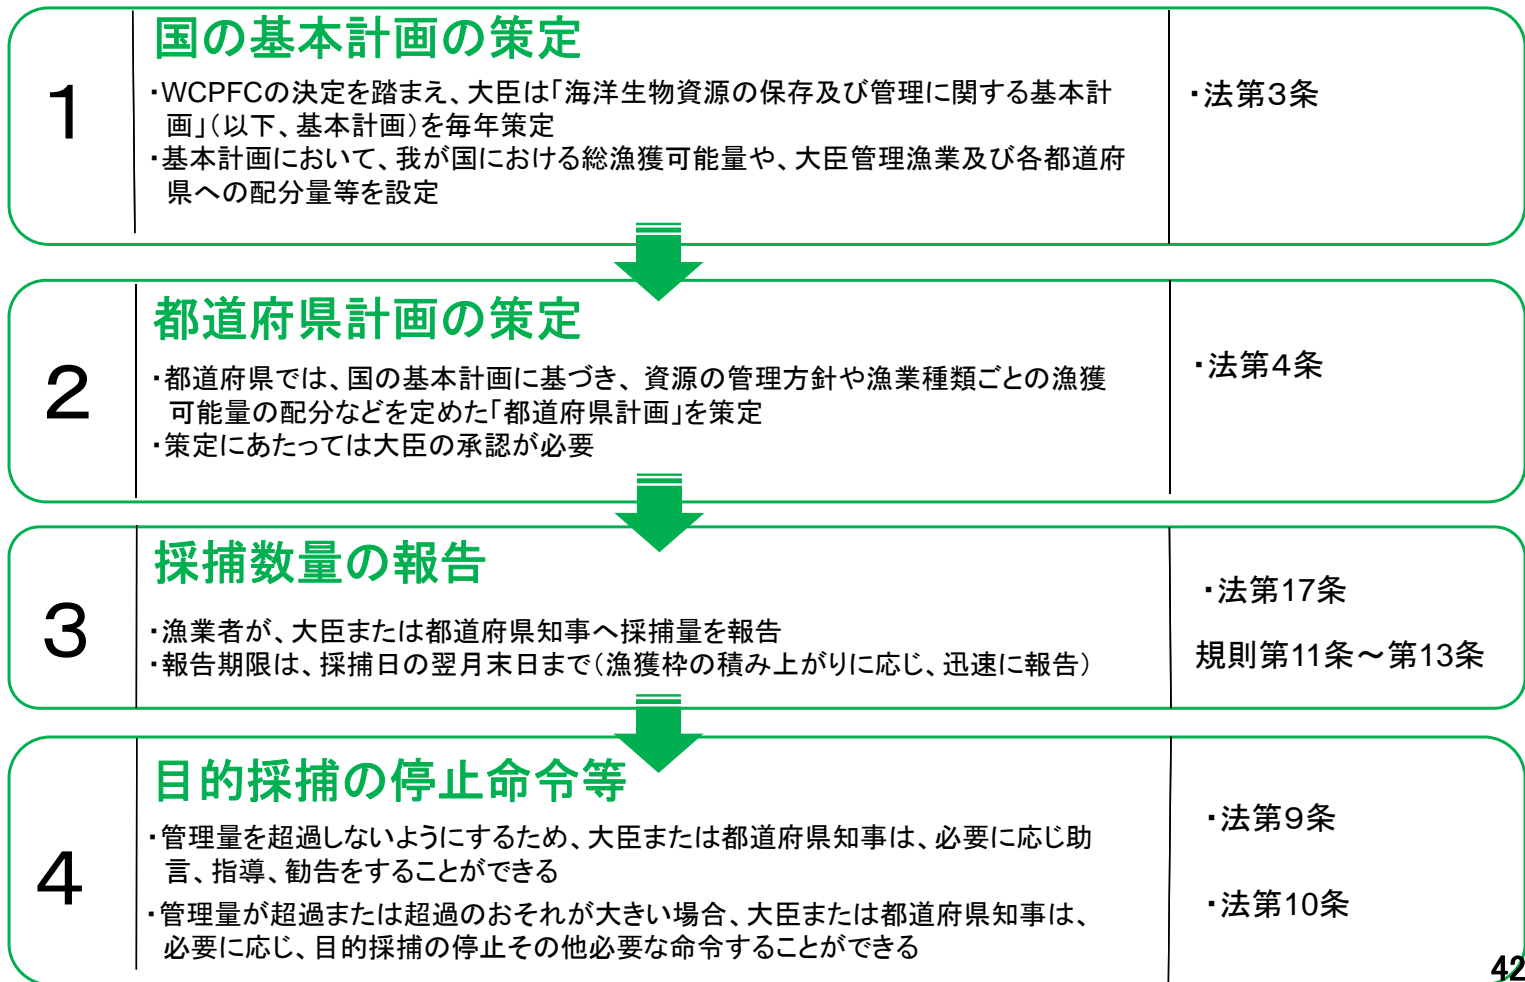 1
国の基本計画の策定
・WCPFCの決定を踏まえ、大臣は「海洋生物資源の保存及び管理に関する基本計
画」（以下、基本計画）を毎年策定
・基本計画において、我が国における総漁獲可能量や、大臣管理漁業及び各都道府
県への配分量等を設定
・法第３条
2
都道府県計画の策定
・都道府県では、国の基本計画に基づき、資源の管理方針や漁業種類ごとの漁獲
可能量の配分などを定めた「都道府県計画」を策定
・策定にあたっては大臣の承認が必要
・法第４条
3
採捕数量の報告
・漁業者が、大臣または都道府県知事へ採捕量を報告
・報告期限は、採捕日の翌月末日まで（漁獲枠の積み上がりに応じ、迅速に報告）
・法第17条
規則第11条～第13条
4
目的採捕の停止命令等
・管理量を超過しないようにするため、大臣または都道府県知事は、必要に応じ助
言、指導、勧告をすることができる
・管理量が超過または超過のおそれが大きい場合、大臣または都道府県知事は、
必要に応じ、目的採捕の停止その他必要な命令することができる
・法第９条
・法第10条
42